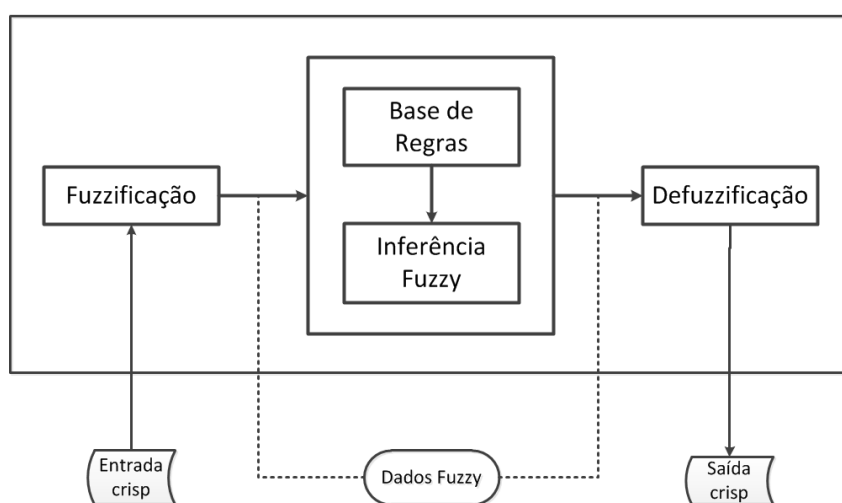 Base de
Regras
Fuzzificação
Defuzzificação
Inferência
Fuzzy
Entrada
crisp
Dados Fuzzy
Saída
crisp